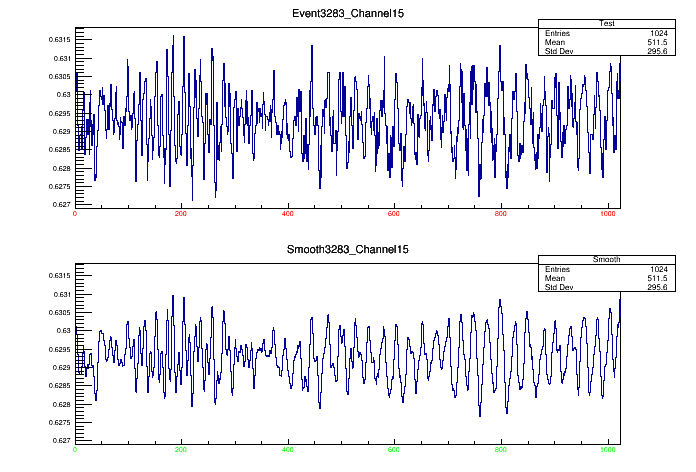 Event3283_Channel15
Test
Entries 1024
Mean 511.5
Std Dev 295.6
0.6315
0.631
0.6305
0.63
0.6295
0.629
0.6285
0.628
0.6275
0.627
0 200 400 600 800 1000
Smooth3283_Channel15
Smooth
Entries 1024
Mean 511.5
Std Dev 295.6
0.6315
0.631
0.6305
0.63
0.6295
0.629
0.6285
0.628
0.6275
0.627
0 200 400 600 800 1000